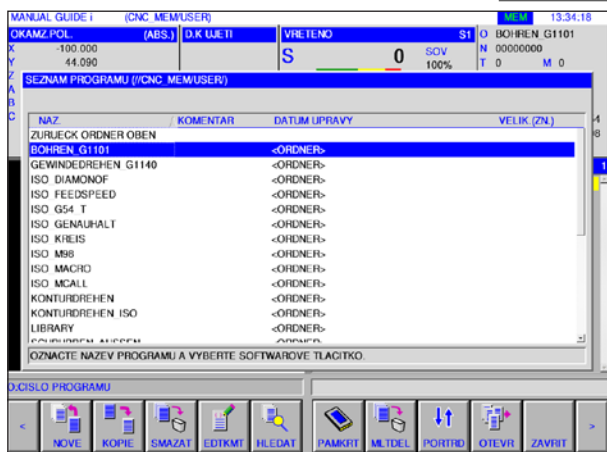 MANUAL GUIDE i (CNC_MEM/USER) MEM 13:34:18
OKAMZ.POL. (ABS.) D.K UJETI VRETENO S1 O BOHREN_G1101
X -100.000 S 0 SOV 100% N 00000000
Y 44.090 T 0 M 0
Z
A
B
C
SEZNAM PROGRAMU (//CNC_MEM/USER/)
NAZ. KOMENTAR DATUM UPRAVY VELIK.(ZN.)
ZURUECK ORDNER OBEN
BOHREN_G1101 <ORDNER>
GEWINDEDREHEN_G1140 <ORDNER>
ISO_DIAMONOF <ORDNER>
ISO_FEEDSPEED <ORDNER>
ISO_G54_T <ORDNER>
ISO_GENAUHALT <ORDNER>
ISO_KREIS <ORDNER>
ISO_M98 <ORDNER>
ISO_MACRO <ORDNER>
ISO_MCALL <ORDNER>
KONTURDREHEN <ORDNER>
KONTURDREHEN_ISO <ORDNER>
LIBRARY <ORDNER>
OZNACTE NAZEV PROGRAMU A VYBERTE SOFTWAROVE TLACITKO.
O:CISLO PROGRAMU
< NOVE KOPIE SMAZAT EDTKMT HLEDAT PAMKRT MLTDEL PORTRD OTEVR ZAVRIT >